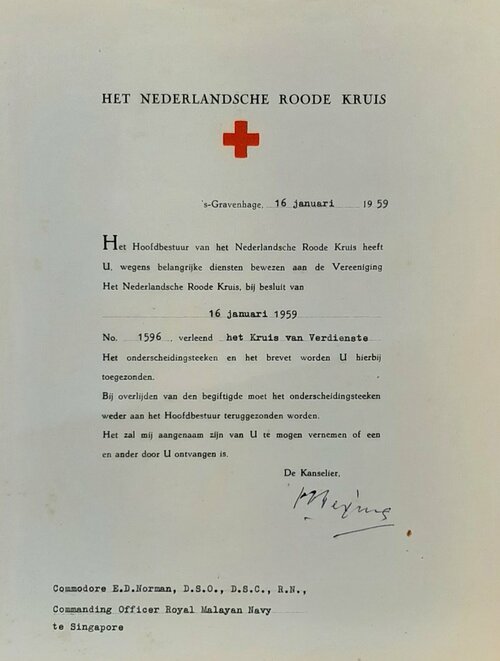 HET NEDERLANDSCHE ROODE KRUIS
's-Gravenhage, 16 januari 1959
Het Hoofdbestuur van het Nederlandsche Roode Kruis heeft
U, wegens belangrijke diensten bewezen aan de Vereeniging
Het Nederlandsche Roode Kruis, bij besluit van
16 januari 1959
No. 1596, verleend het Kruis van Verdienste
Het onderscheidingsteeken en het brevet worden U hierbij
toegezonden.
Bij overlijden van den begiftigde moet het onderscheidingsteeken
weder aan het Hoofdbestuur teruggezonden worden.
Het zal mij aangenaam zijn van U te mogen vernemen of een
en ander door U ontvangen is.
De Kanselier,
Commodore E.D.Norman, D.S.O., D.S.C., R.N.,
Commanding Officer Royal Malayan Navy
te Singapore